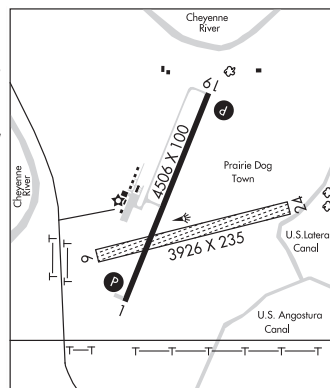 Cheyenne
River
19
P
Cheyenne
River
4506 X 100
Prairie Dog
Town
24
3926 X 235
6
U.S.Lateral
Canal
P
1
U.S. Angostura
Canal